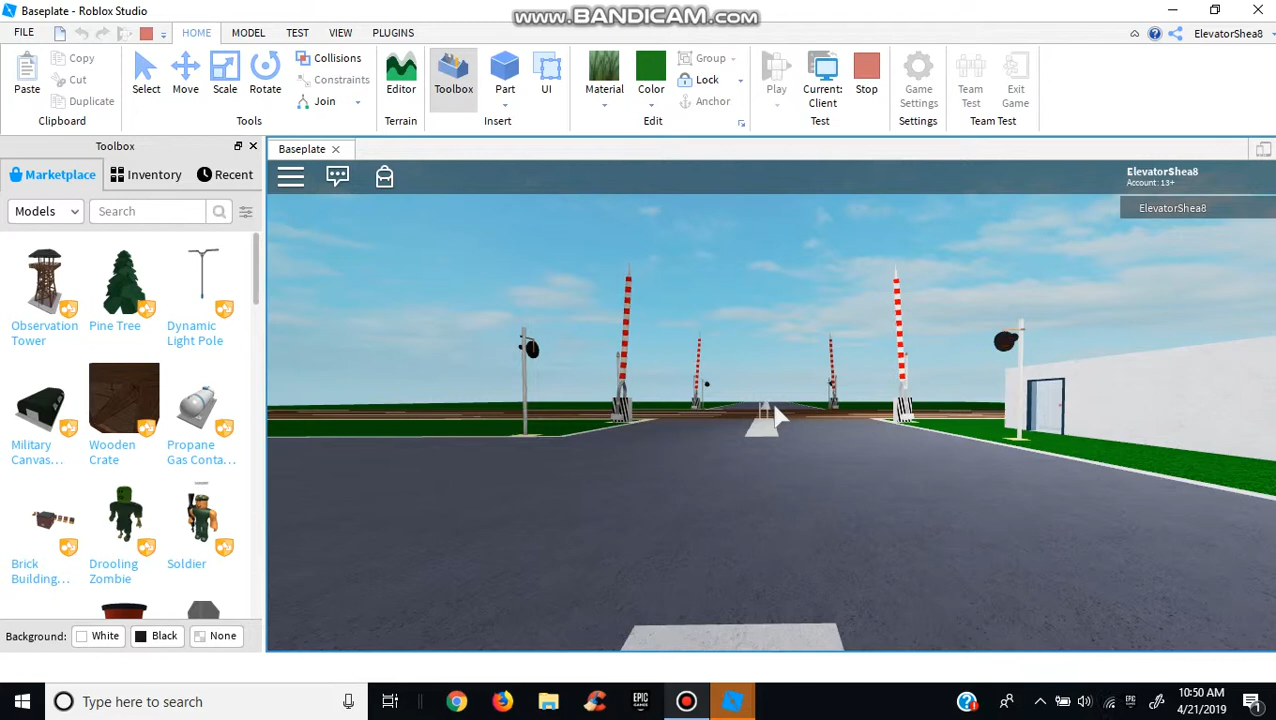 Baseplate - Roblox Studio
www.BANDICAM.com
FILE
HOME
MODEL
TEST
VIEW
PLUGINS
ElevatorShea8
Paste
Copy
Cut
Duplicate
Clipboard
Select
Move
Scale
Rotate
Collisions
Constraints
Join
Tools
Editor
Terrain
Toolbox
Part
UI
Insert
Material
Color
Group
Lock
Anchor
Edit
Play
Current:
Client
Stop
Test
Game
Settings
Settings
Team
Test
Exit
Game
Team Test
Toolbox
Baseplate
Marketplace
Inventory
Recent
Models
Search
ElevatorShea8
Account: 13+
ElevatorShea8
Observation
Tower
Pine Tree
Dynamic
Light Pole
Military
Canvas...
Wooden
Crate
Propane
Gas Conta...
Brick
Building...
Drooling
Zombie
Soldier
Background:
White
Black
None
Type here to search
EPIC
GAMES
10:50 AM
4/21/2019
1